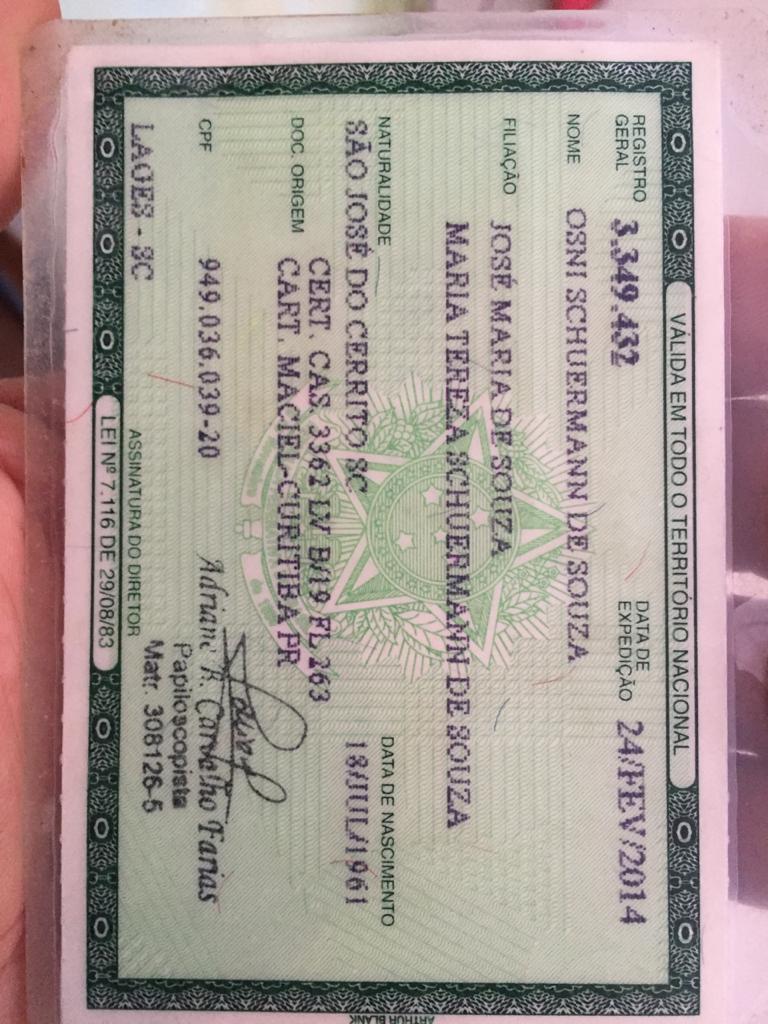 VÁLIDA EM TODO O TERRITÓRIO NACIONAL
REGISTRO GERAL 3.349.432 DATA DE EXPEDIÇÃO 24/FEV/2014
NOME OSNI SCHUERMANN DE SOUZA
FILIAÇÃO JOSÉ MARIA DE SOUZA
MARIA TEREZA SCHUERMANN DE SOUZA
NATURALIDADE DATA DE NASCIMENTO
SÃO JOSÉ DO CERRITO SC 18/JUL/1961
DOC. ORIGEM CERT. CAS 3362 LV B/19 FL 263
CART. MACIEL-CURITIBA PR
CPF 949.036.039-20
Adriane R. Carvalho Farias
Papiloscopista
Matr. 308126-5
LAGES - SC
ASSINATURA DO DIRETOR
LEI Nº 7.116 DE 29/08/83
ARTHUR BLANK